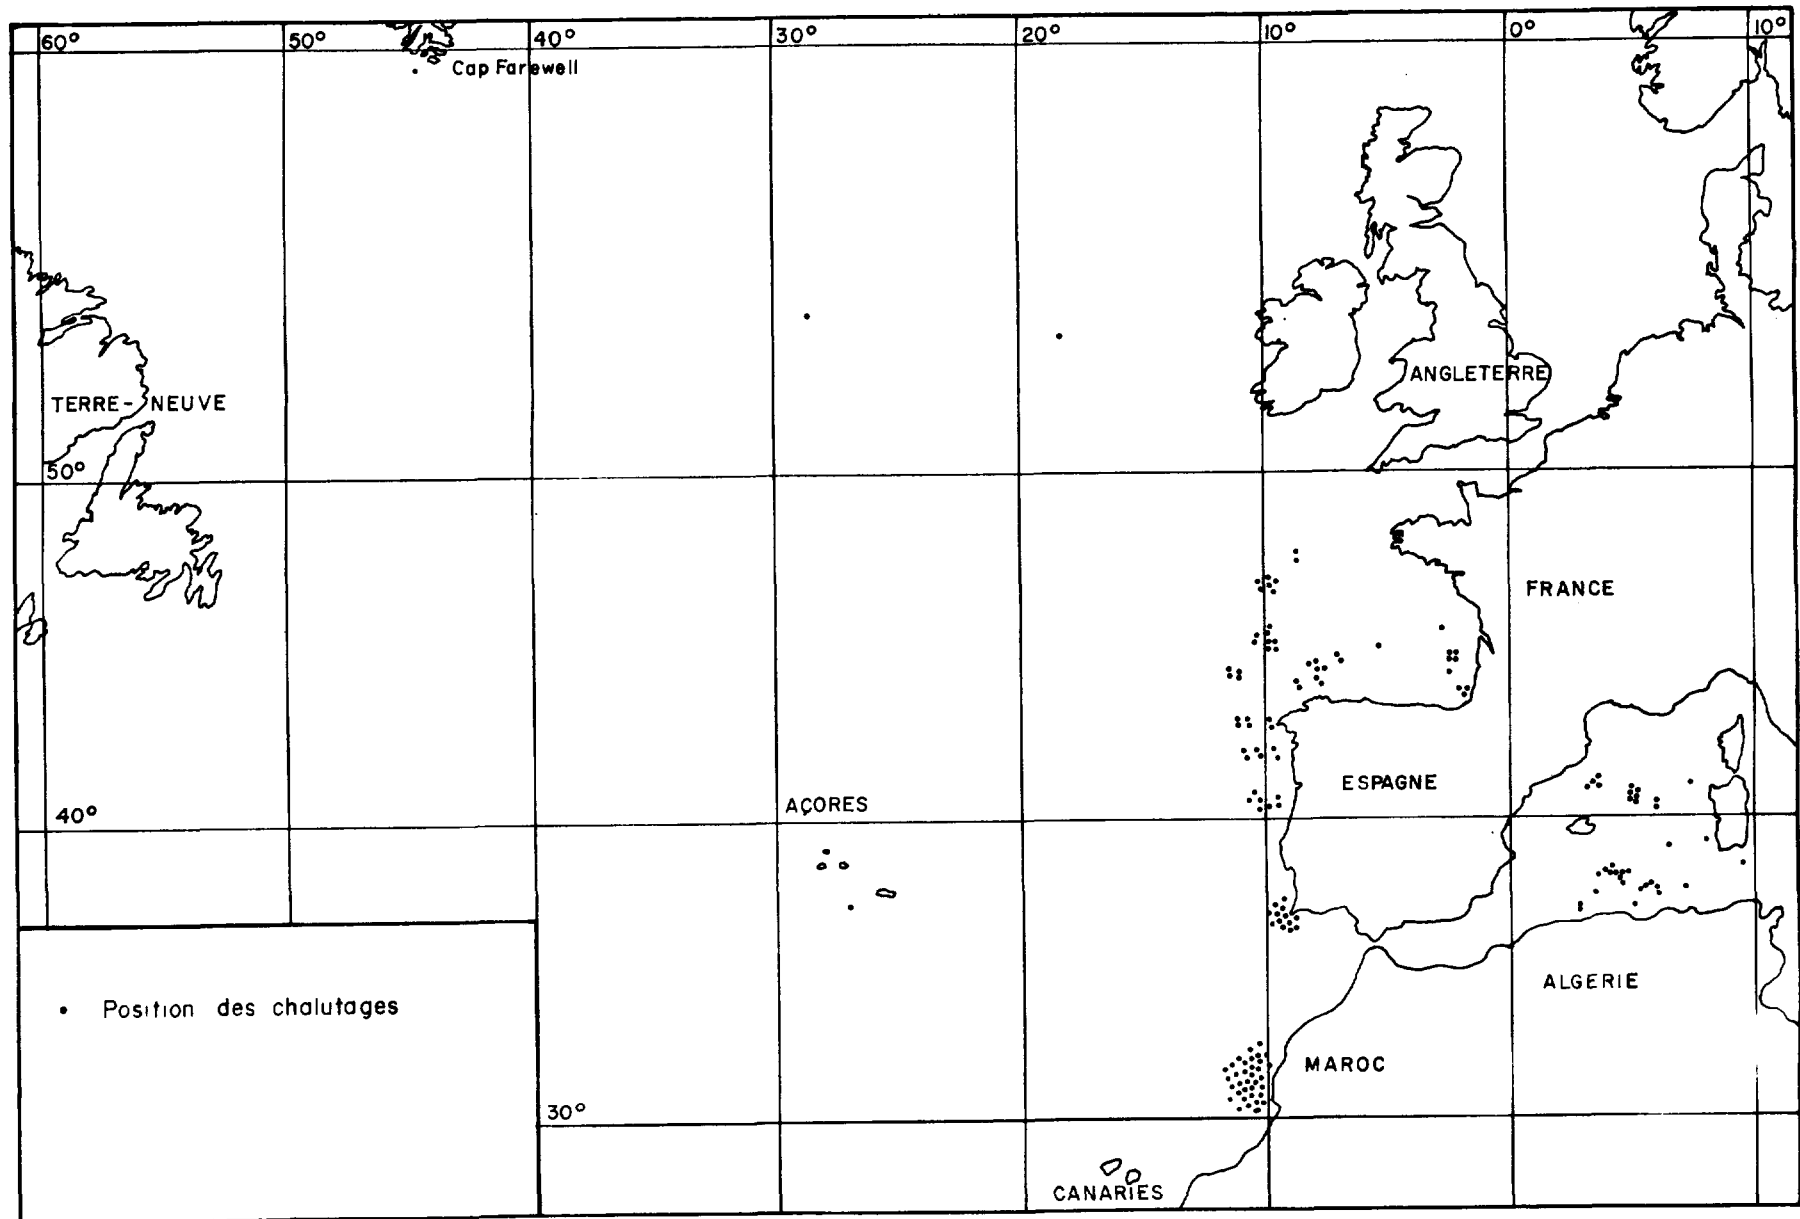 60° 50° 40° 30° 20° 10° 0° 10°
Cap Farewell
ANGLETERRE
TERRE-NEUVE
50°
FRANCE
ESPAGNE
AÇORES
40°
ALGERIE
• Position des chalutages
MAROC
30°
CANARIES